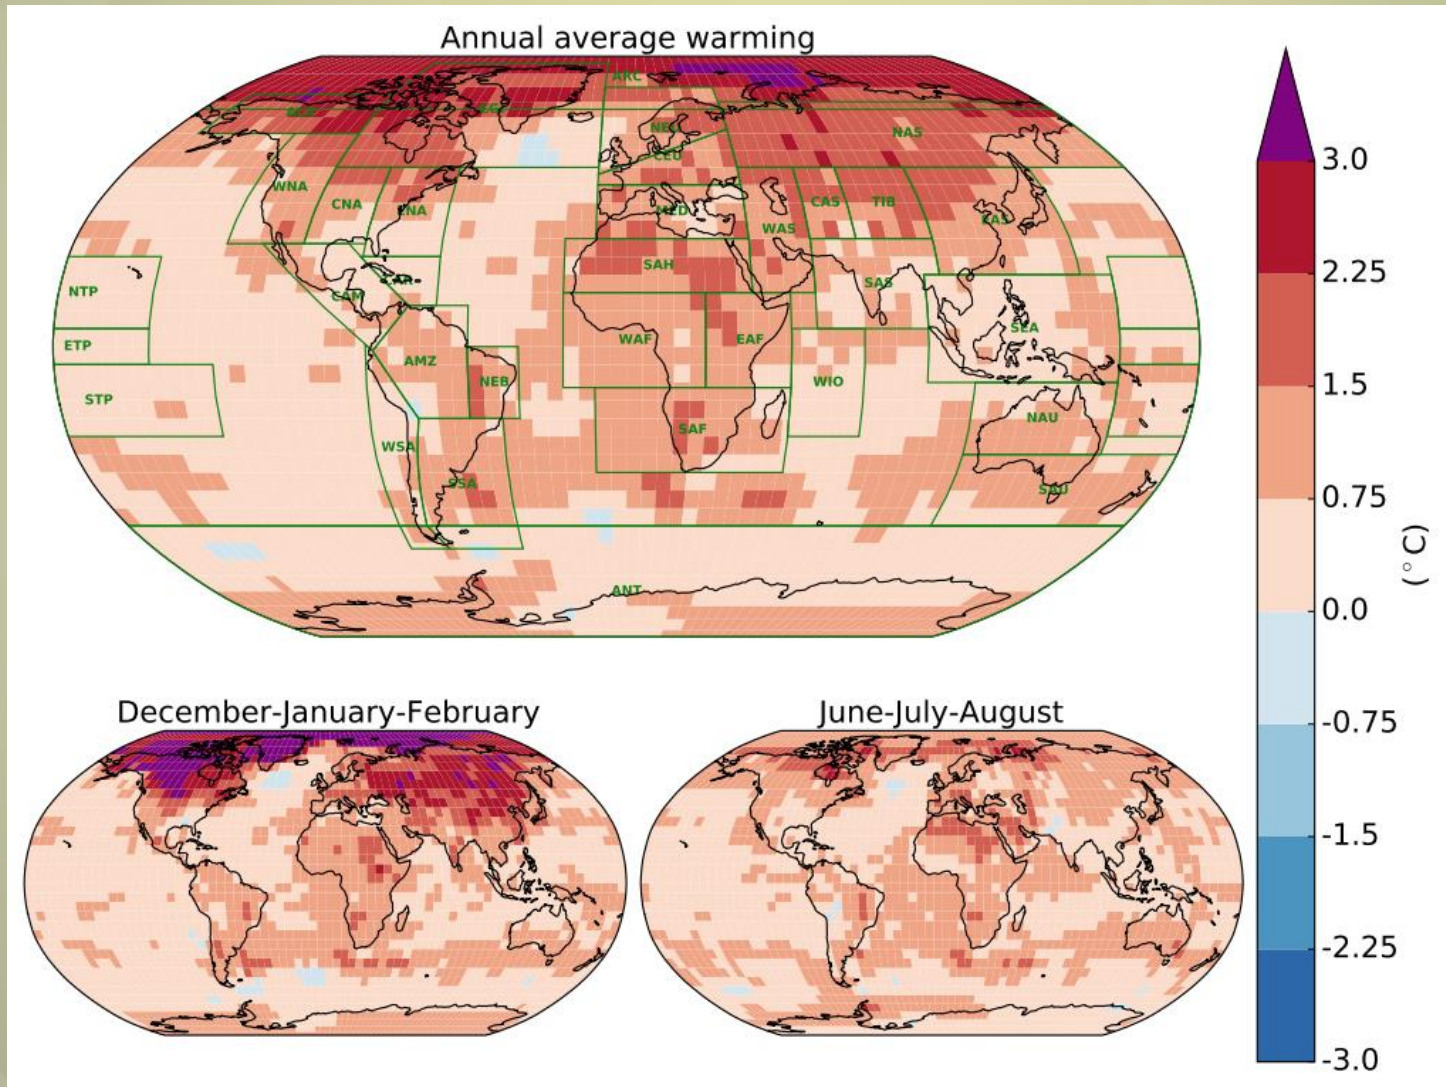 Annual average warming
ARC
NEU
NAS
CEU
WNA
CNA
ENA
MED
CAS
TIB
WAS
EAS
NTP
SAH
SAS
CAM
CAR
SEA
ETP
WAF
EAF
AMZ
NEB
WIO
STP
NAU
SAF
WSA
SSA
SAU
ANT
3.0
2.25
1.5
0.75
0.0
-0.75
-1.5
-2.25
-3.0
(°C)
December-January-February
June-July-August